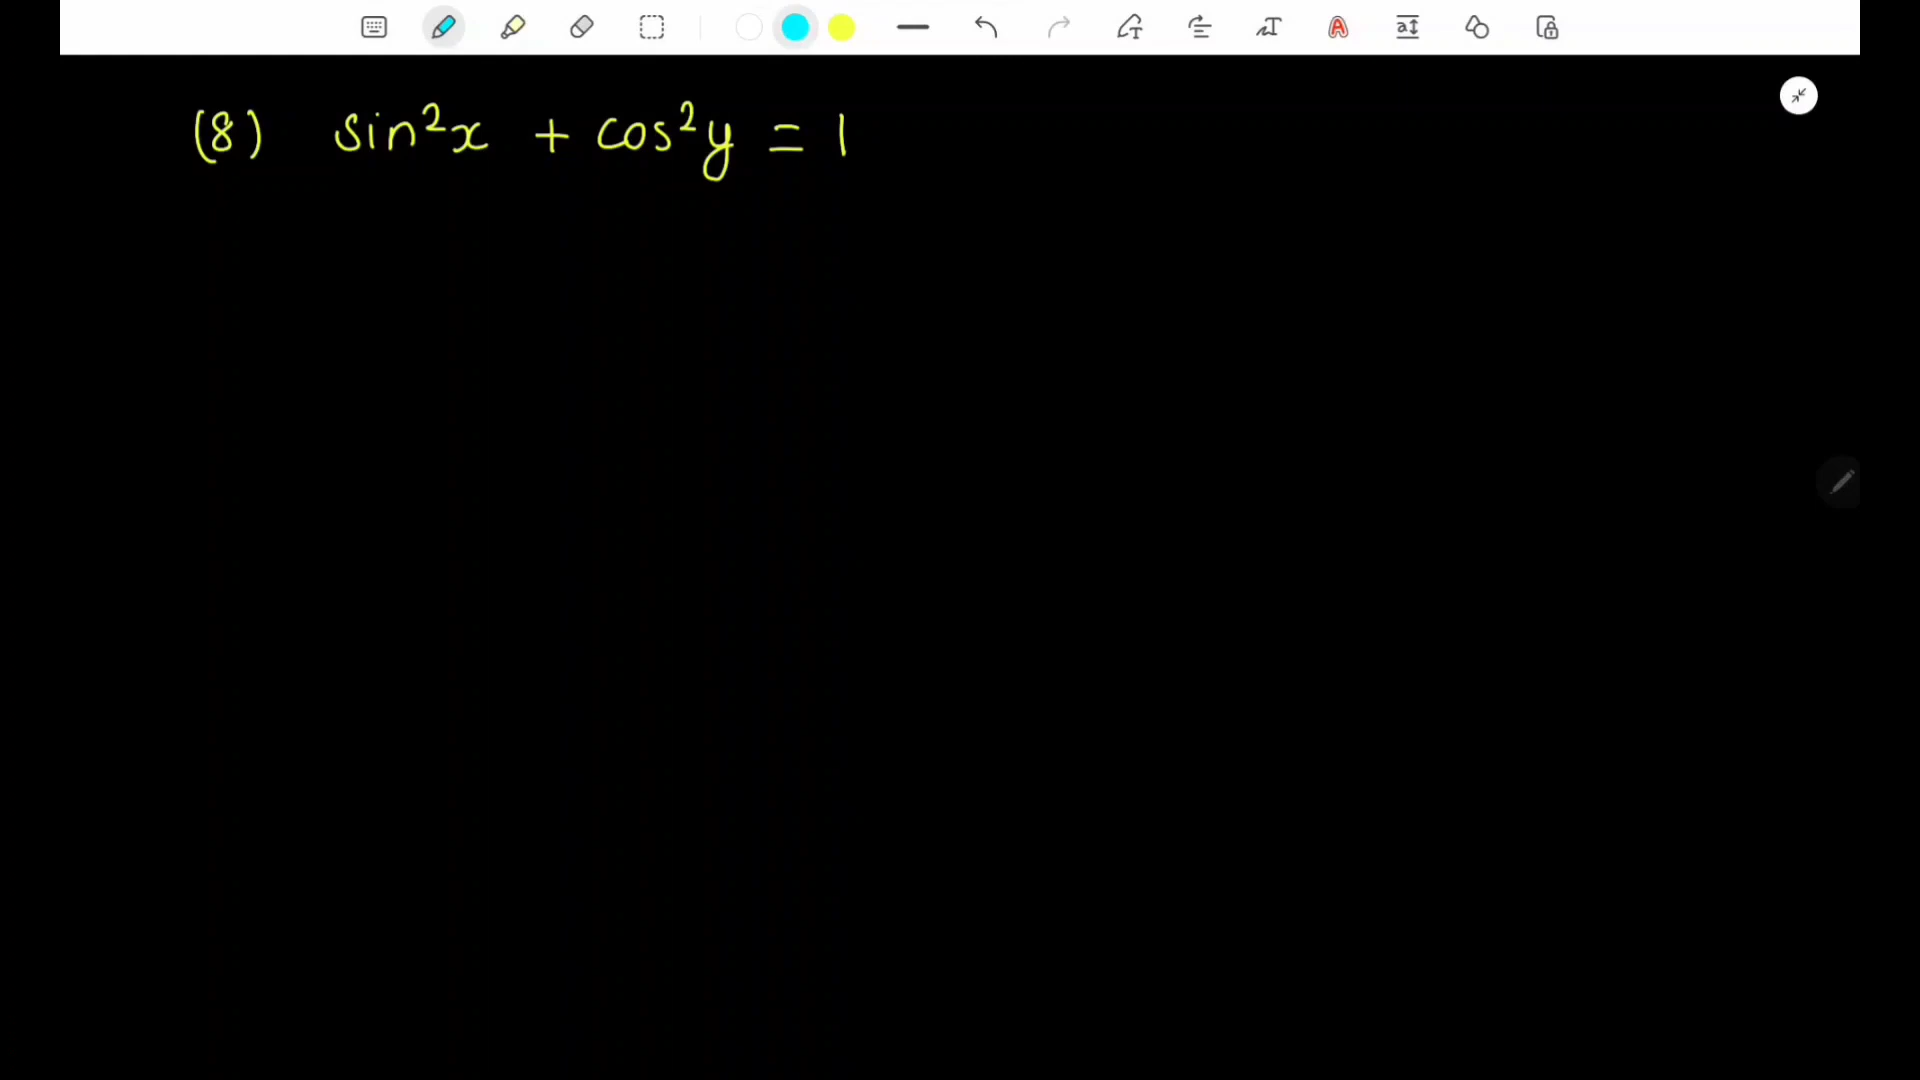 (8) sin²x + cos²y = 1